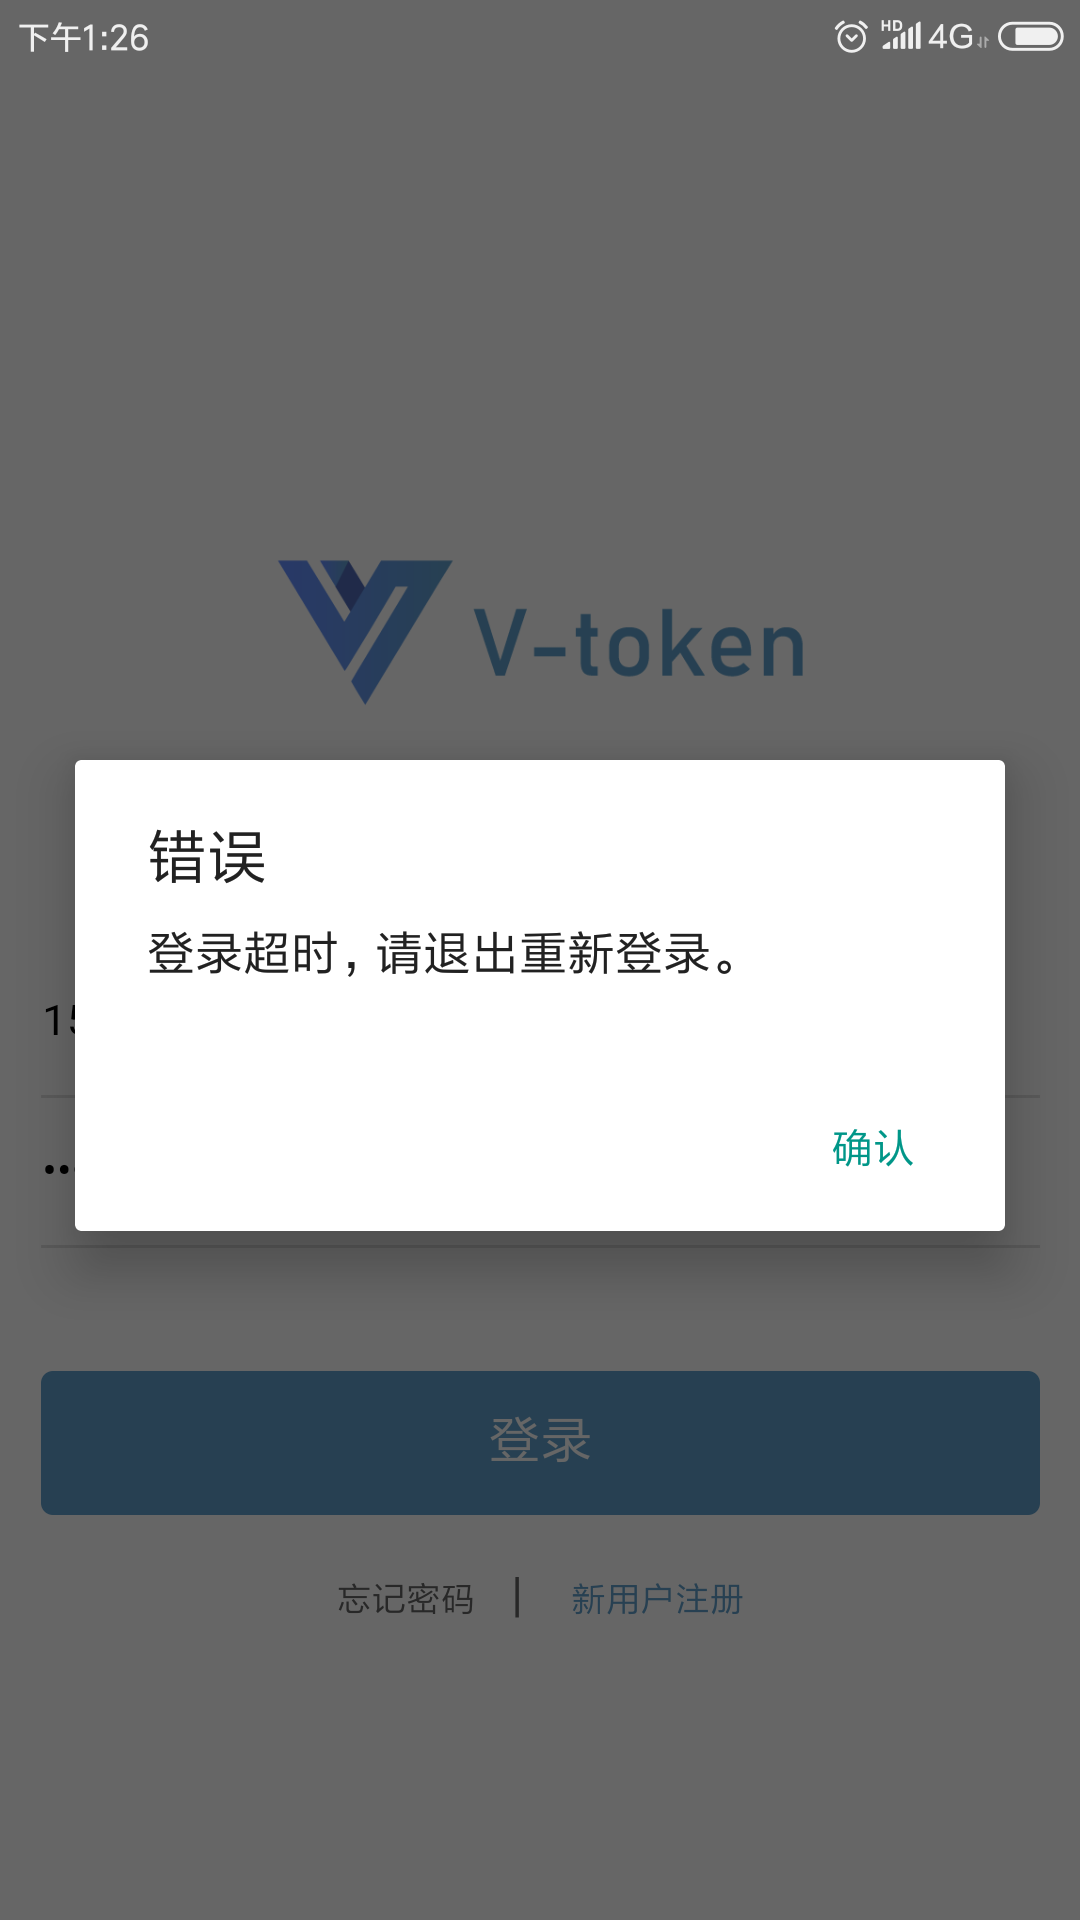 下午1:26
HD 4G
V-token
错误
登录超时，请退出重新登录。
15
确认
登录
忘记密码 | 新用户注册